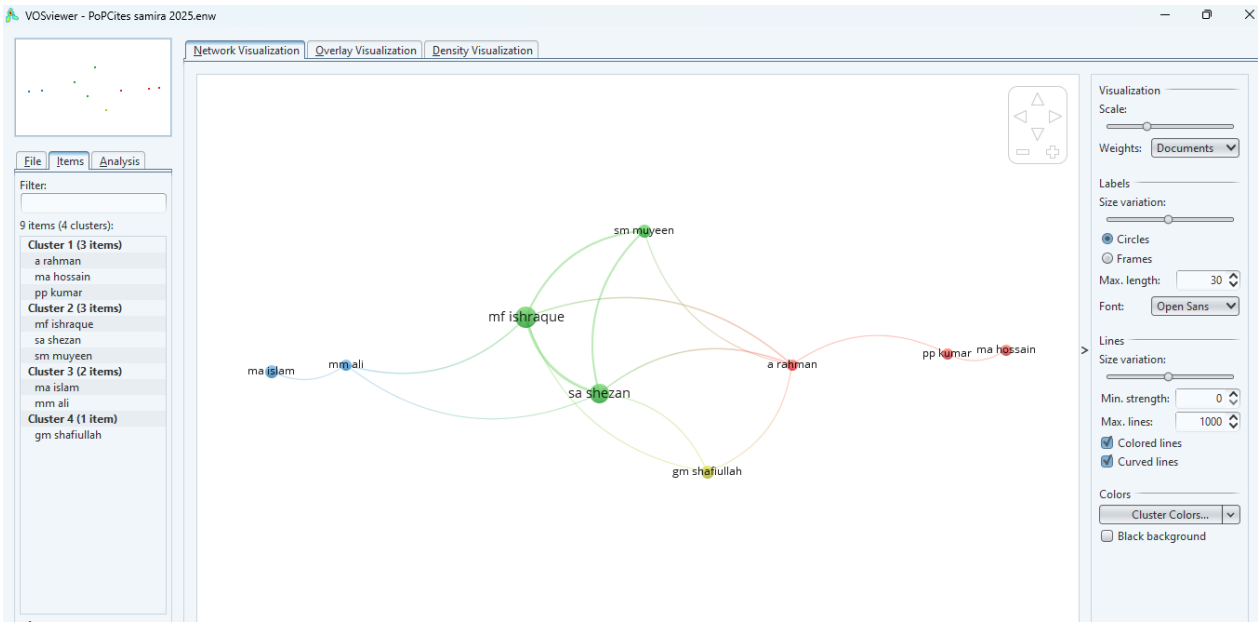 VOSviewer - PoPCites samira 2025.enw
Network Visualization
Overlay Visualization
Density Visualization
File
Items
Analysis
Filter:
9 items (4 clusters):
Cluster 1 (3 items)
a rahman
ma hossain
pp kumar
Cluster 2 (3 items)
mf ishraque
sa shezan
sm muyeen
Cluster 3 (2 items)
ma islam
mm ali
Cluster 4 (1 item)
gm shafiullah
sm muyeen
mf ishraque
pp kumar
ma hossain
a rahman
mm ali
ma islam
sa shezan
gm shafiullah
Visualization
Scale:
Weights: Documents
Labels
Size variation:
Circles
Frames
Max. length: 30
Font: Open Sans
Lines
Size variation:
Min. strength: 0
Max. lines: 1000
Colored lines
Curved lines
Colors
Cluster Colors...
Black background